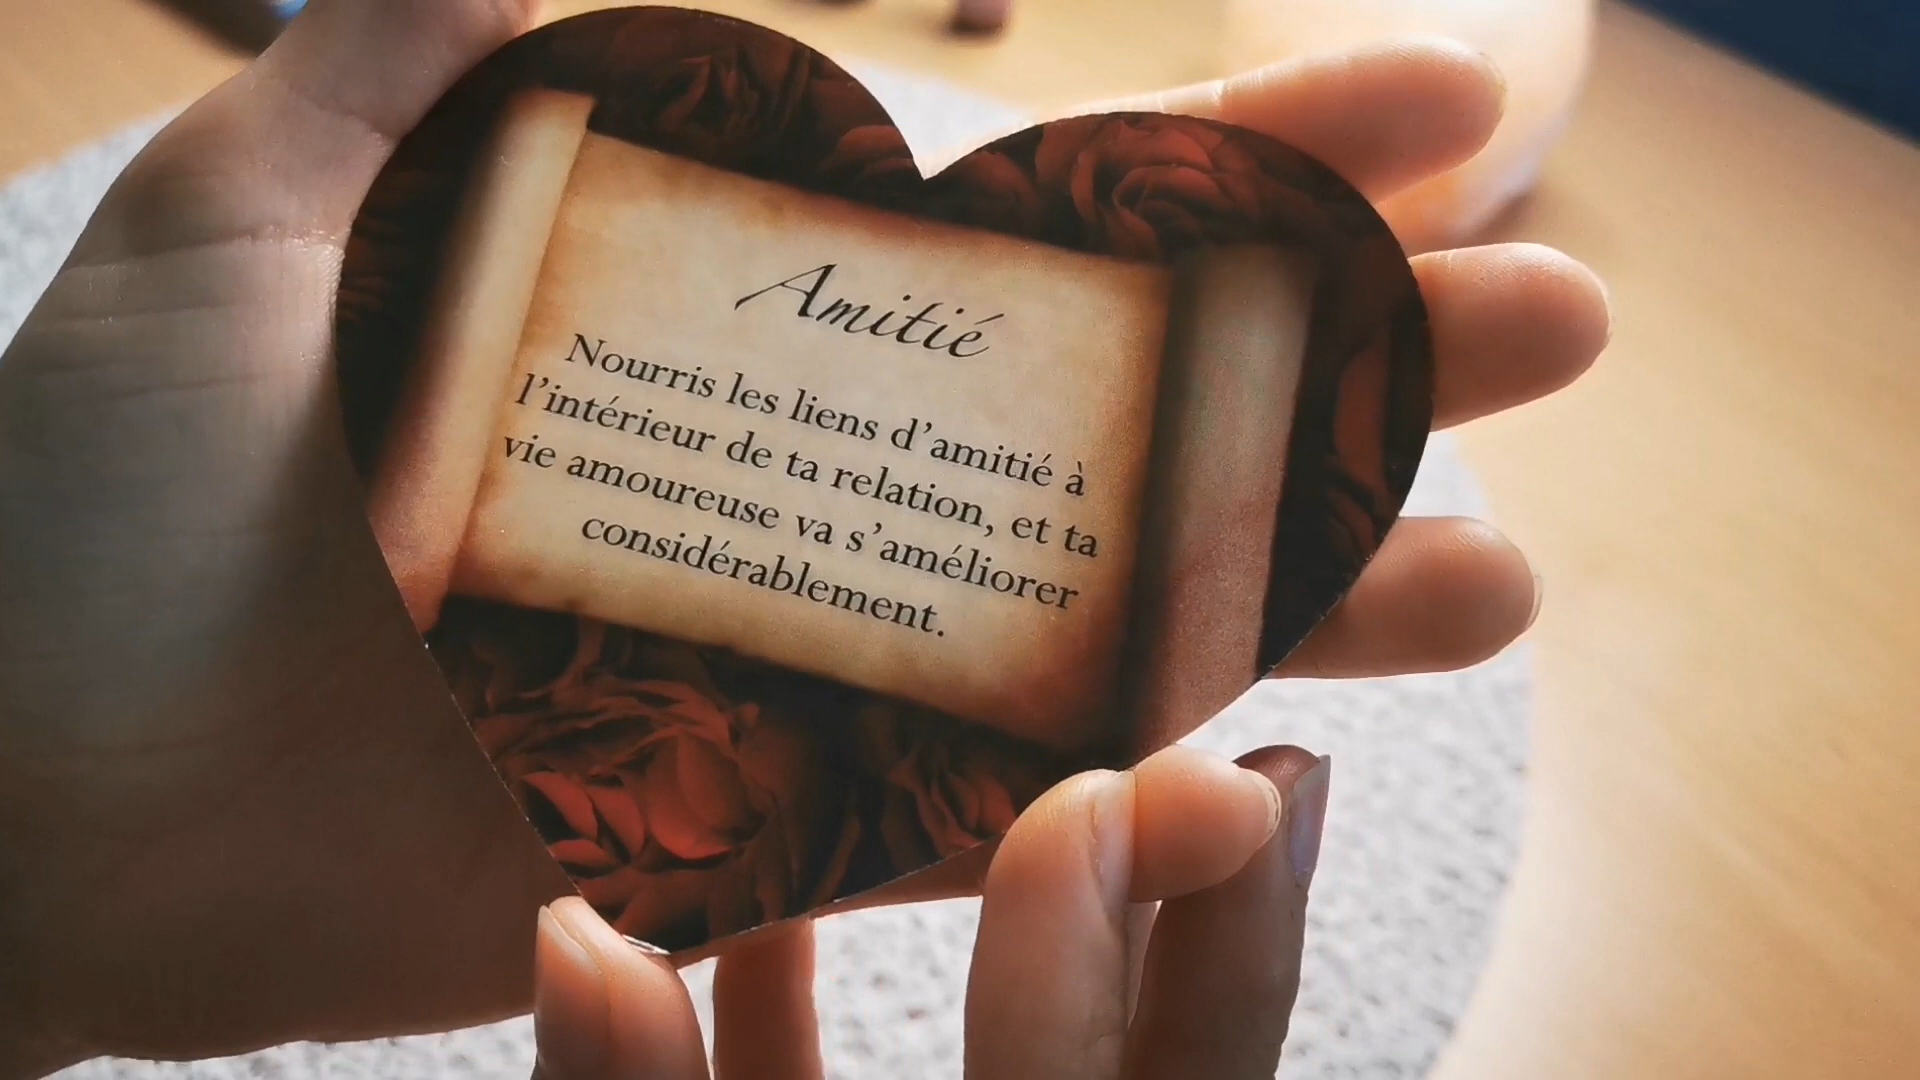 Amitié
Nourris les liens d’amitié à
l’intérieur de ta relation, et ta
vie amoureuse va s’améliorer
considérablement.